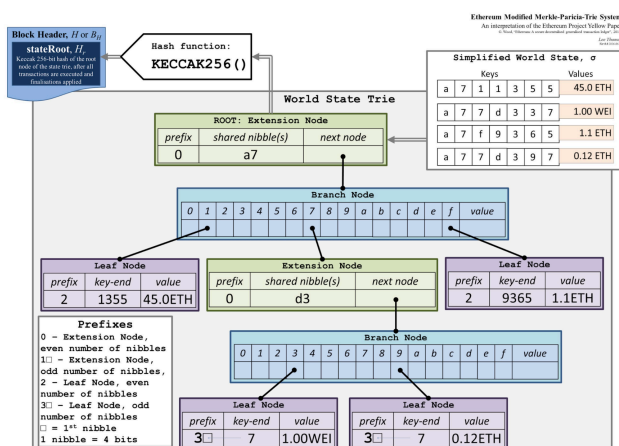 Ethereum Modified Merkle-Paricia-Trie System
An interpretation of the Ethereum Project Yellow Paper
Block Header, H or B_H
stateRoot, H_r
Keccak 256-bit hash of the root
node of the state trie, after all
transactions are executed and
finalisations applied
Hash function:
KECCAK256()
Simplified World State, σ
Keys Values
a 7 1 1 3 5 5 45.0 ETH
a 7 7 d 3 3 7 1.00 WEI
a 7 f 9 3 6 5 1.1 ETH
a 7 7 d 3 9 7 0.12 ETH
World State Trie
ROOT: Extension Node
prefix shared nibble(s) next node
0 a7
Branch Node
0 1 2 3 4 5 6 7 8 9 a b c d e f value
Leaf Node
prefix key-end value
2 1355 45.0ETH
Extension Node
prefix shared nibble(s) next node
0 d3
Leaf Node
prefix key-end value
2 9365 1.1ETH
Branch Node
0 1 2 3 4 5 6 7 8 9 a b c d e f value
Leaf Node
prefix key-end value
3□ 7 1.00WEI
Leaf Node
prefix key-end value
3□ 7 0.12ETH
Prefixes
0 – Extension Node,
even number of nibbles
1□ – Extension Node,
odd number of nibbles,
2 – Leaf Node, even
number of nibbles
3□ – Leaf Node, odd
number of nibbles
□ = 1st nibble
1 nibble = 4 bits